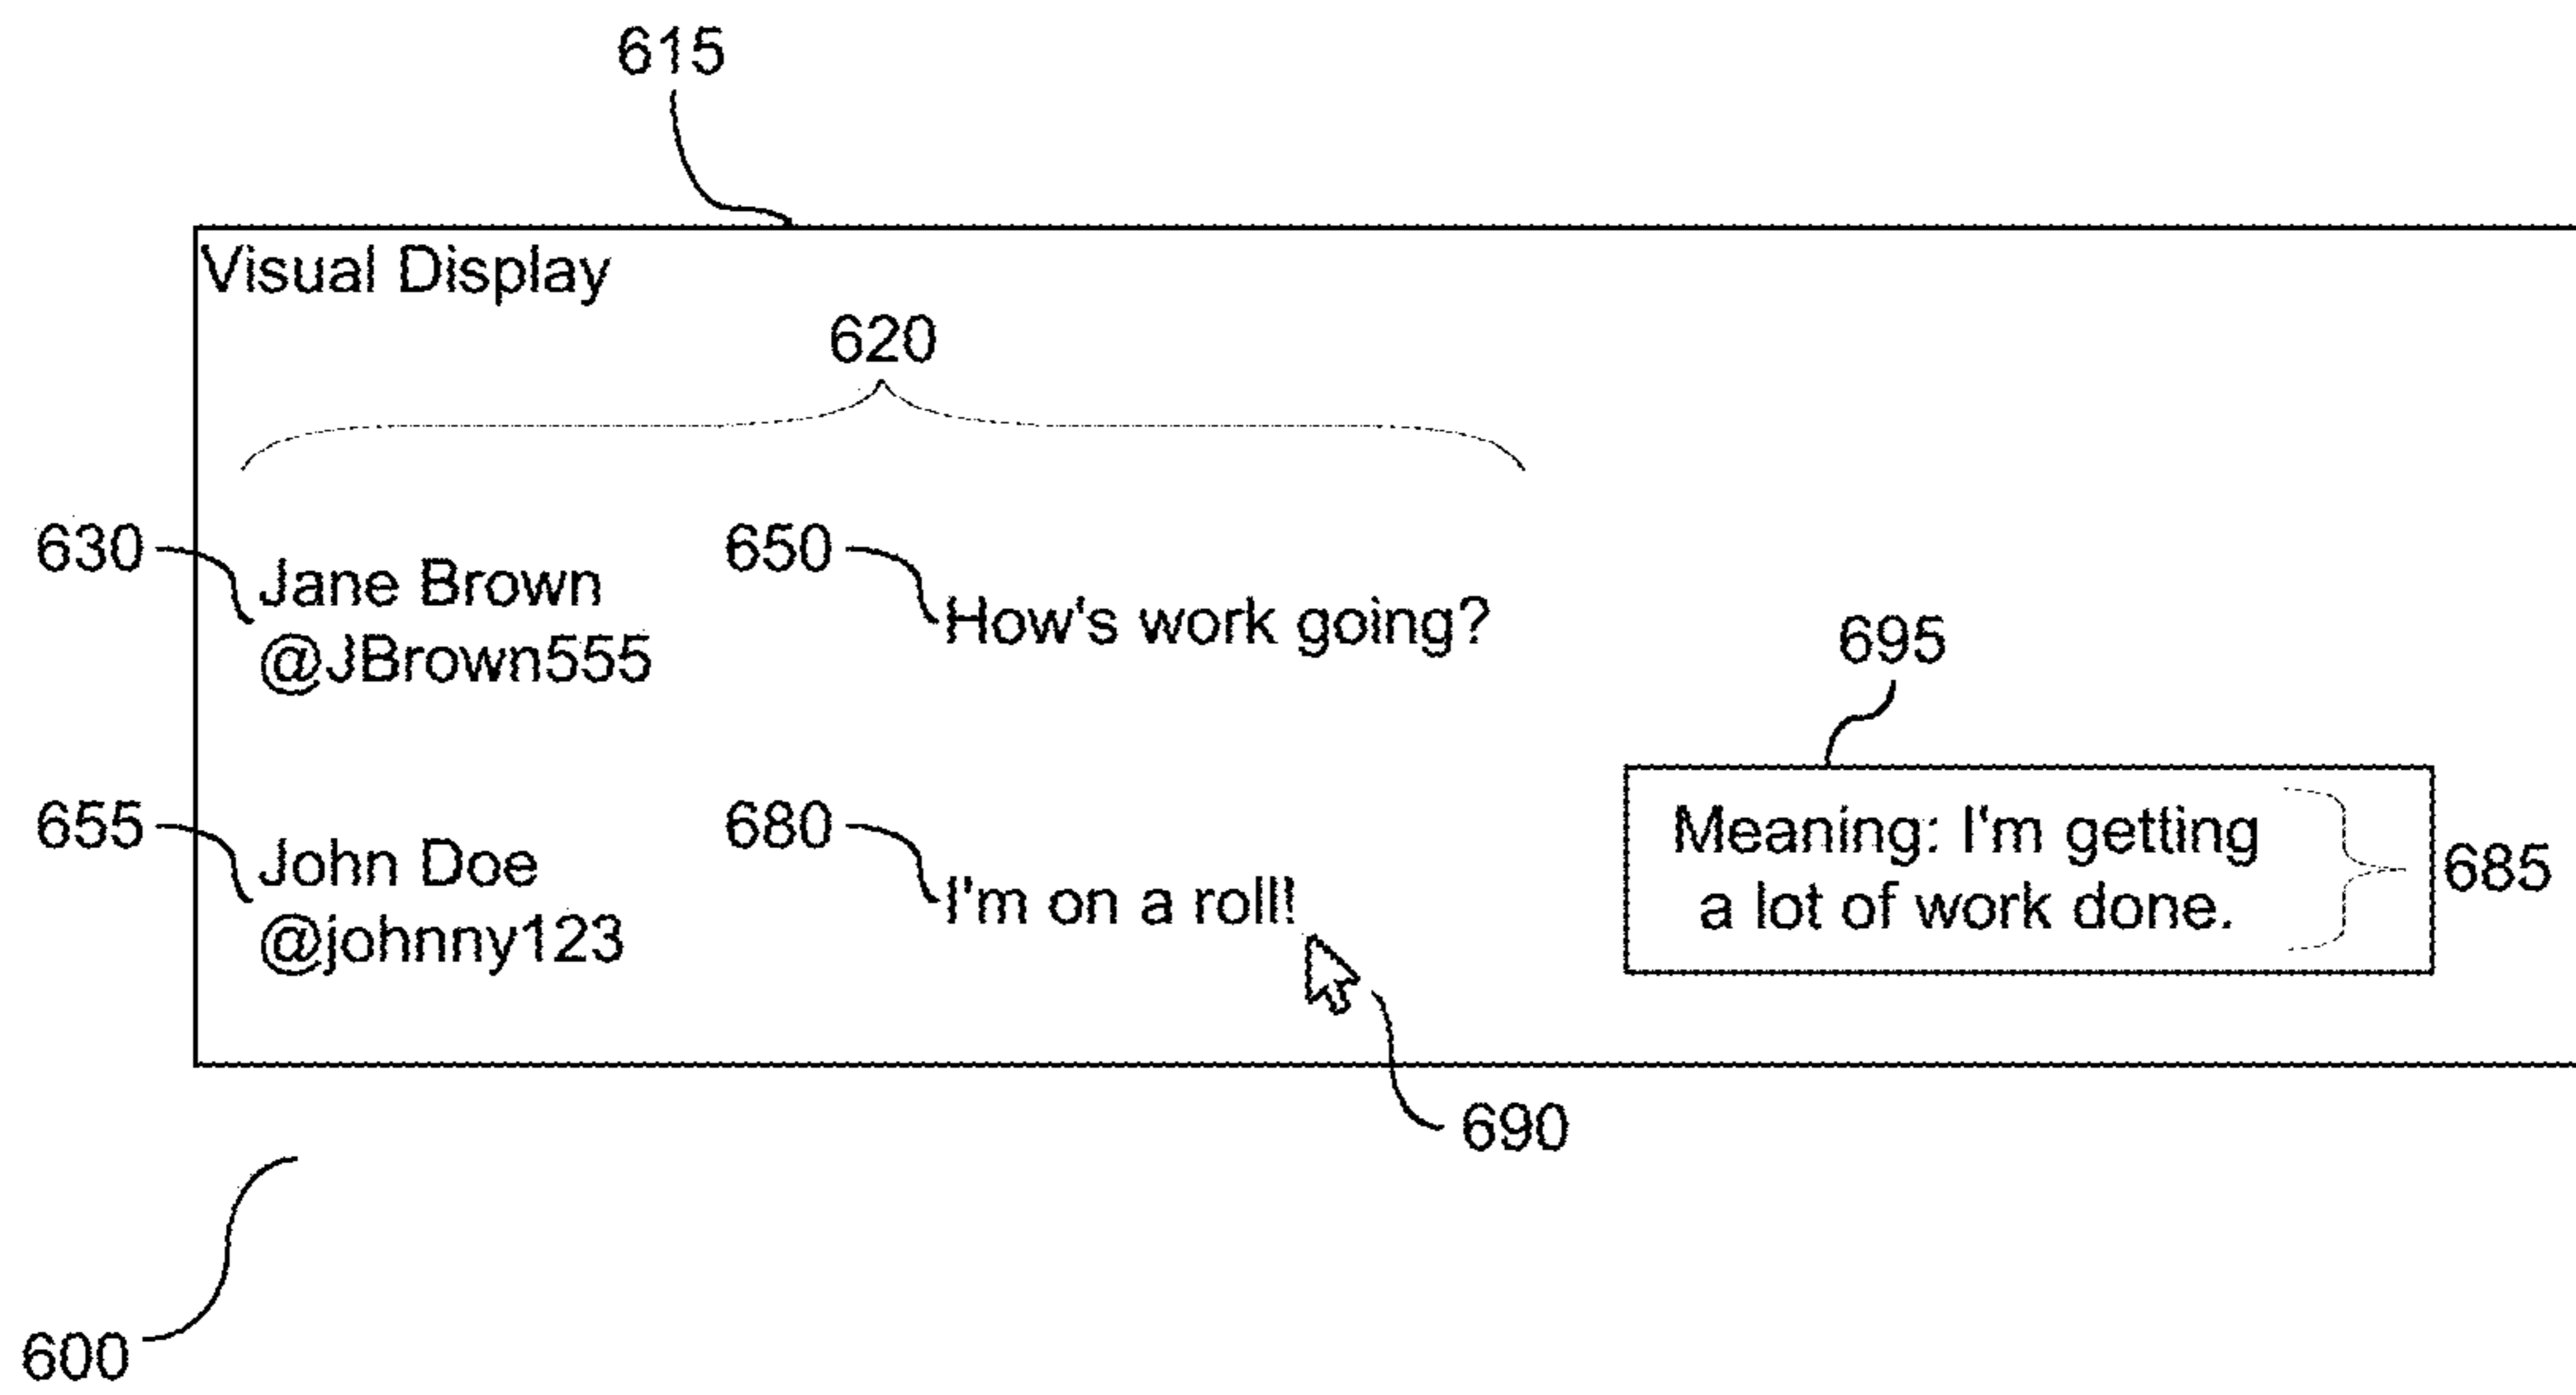 615
Visual Display
620
630
Jane Brown
@JBrown555
650
How's work going?
695
655
John Doe
@johnny123
680
I'm on a roll!
Meaning: I'm getting
a lot of work done.
685
690
600